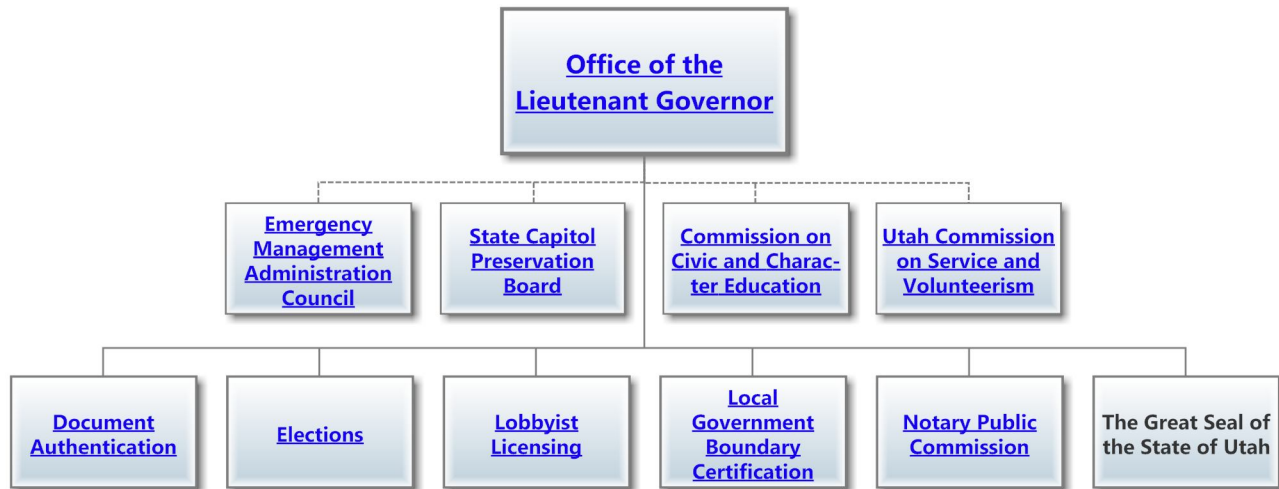 Office of the
Lieutenant Governor
Emergency
Management
Administration
Council
State Capitol
Preservation
Board
Commission on
Civic and Charac-
ter Education
Utah Commission
on Service and
Volunteerism
Document
Authentication
Elections
Lobbyist
Licensing
Local
Government
Boundary
Certification
Notary Public
Commission
The Great Seal of
the State of Utah